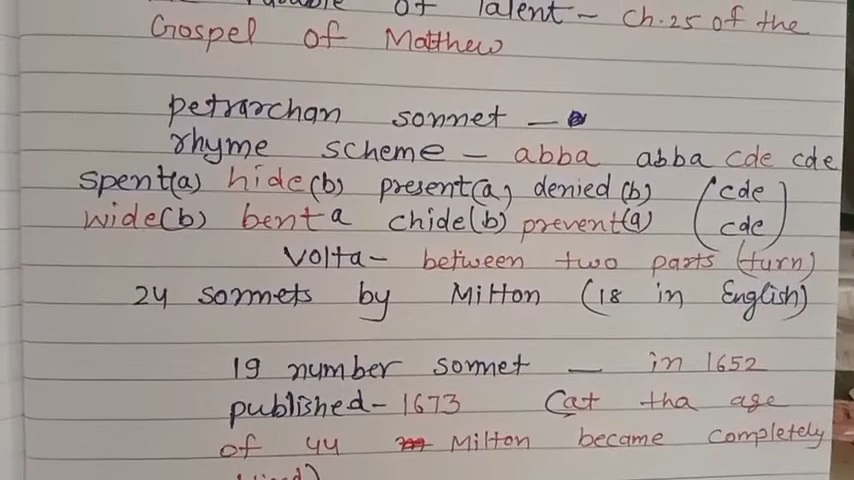 of Talent - Ch.25 of the
Gospel of Matthew
petrarchan sonnet -
rhyme scheme - abba abba cde cde
spent(a) hide(b) present(a) denied(b) (cde
wide(b) bent a chide(b) prevent(a) cde)
Volta- between two parts (turn)
24 sonnets by Milton (18 in English)
19 number sonnet - in 1652
published - 1673 (at tha age
of 44 Milton became completely